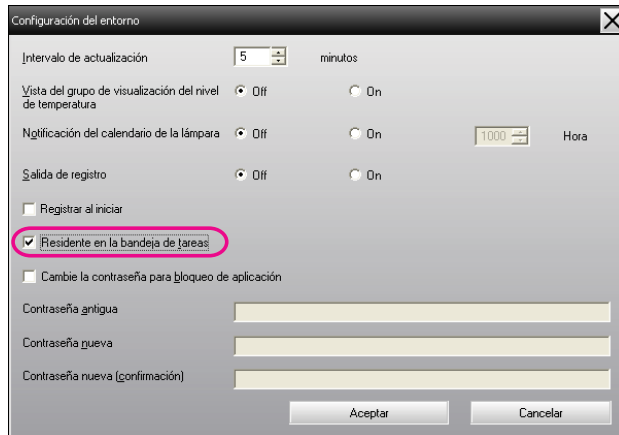 Configuración del entorno
Intervalo de actualización 5 minutos
Vista del grupo de visualización del nivel de temperatura Off On
Notificación del calendario de la lámpara Off On 1000 Hora
Salida de registro Off On
Registrar al iniciar
Residente en la bandeja de tareas
Cambie la contraseña para bloqueo de aplicación
Contraseña antigua
Contraseña nueva
Contraseña nueva (confirmación)
Aceptar Cancelar